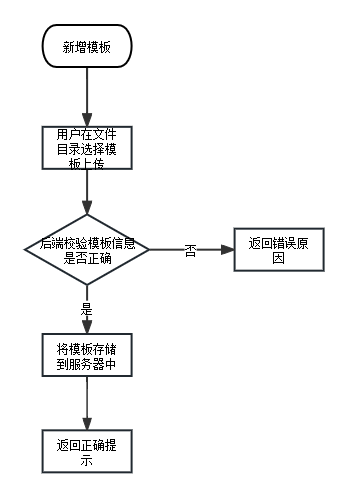 新增模板
用户在文件
目录选择模
板上传
后端校验模板信息
是否正确
否
返回错误原
因
是
将模板存储
到服务器中
返回正确提
示